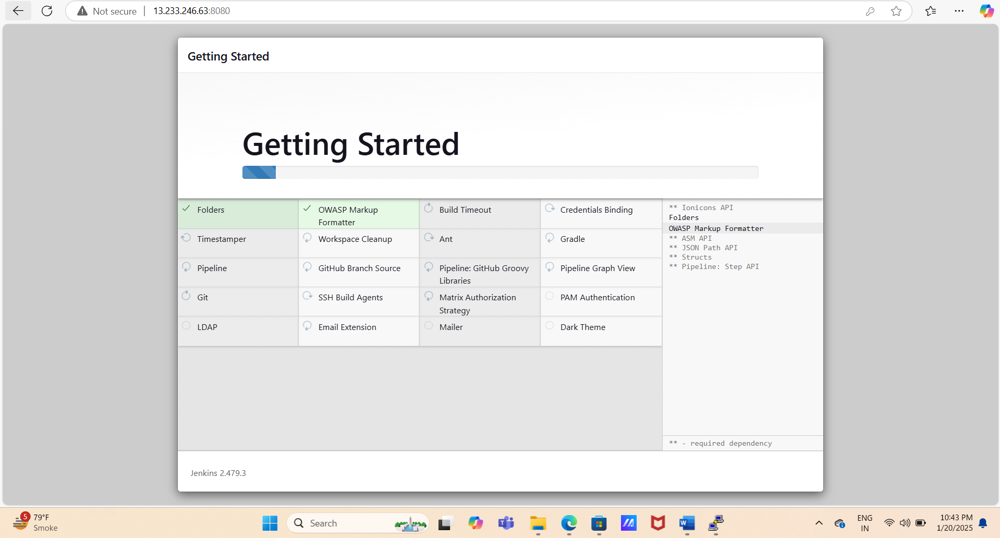 Not secure | 13.233.246.63:8080
Getting Started
Getting Started
Folders
OWASP Markup
Formatter
Build Timeout
Credentials Binding
Timestamper
Workspace Cleanup
Ant
Gradle
Pipeline
GitHub Branch Source
Pipeline: GitHub Groovy
Libraries
Pipeline Graph View
Git
SSH Build Agents
Matrix Authorization
Strategy
PAM Authentication
LDAP
Email Extension
Mailer
Dark Theme
** Ionicons API
Folders
OWASP Markup Formatter
** ASM API
** JSON Path API
** Structs
** Pipeline: Step API
** - required dependency
Jenkins 2.479.3
5
79°F
Smoke
Search
T
W
ENG
IN
10:43 PM
1/20/2025